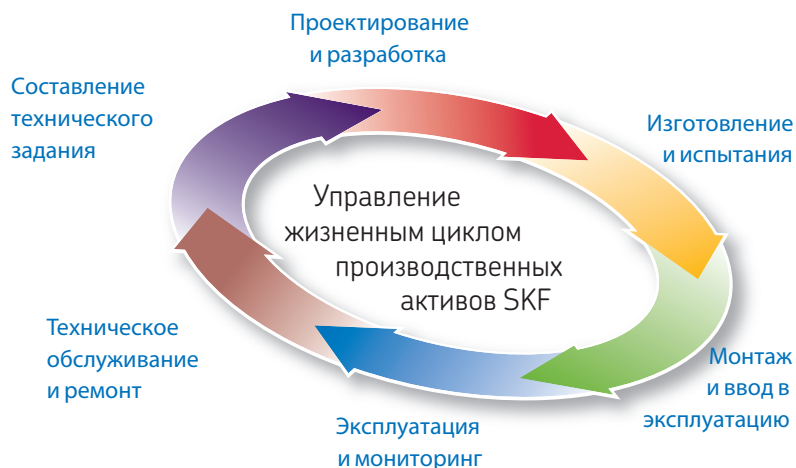 Проектирование
и разработка
Составление
технического
задания
Изготовление
и испытания
Управление
жизненным циклом
производственных
активов SKF
Техническое
обслуживание
и ремонт
Монтаж
и ввод в
эксплуатацию
Эксплуатация
и мониторинг